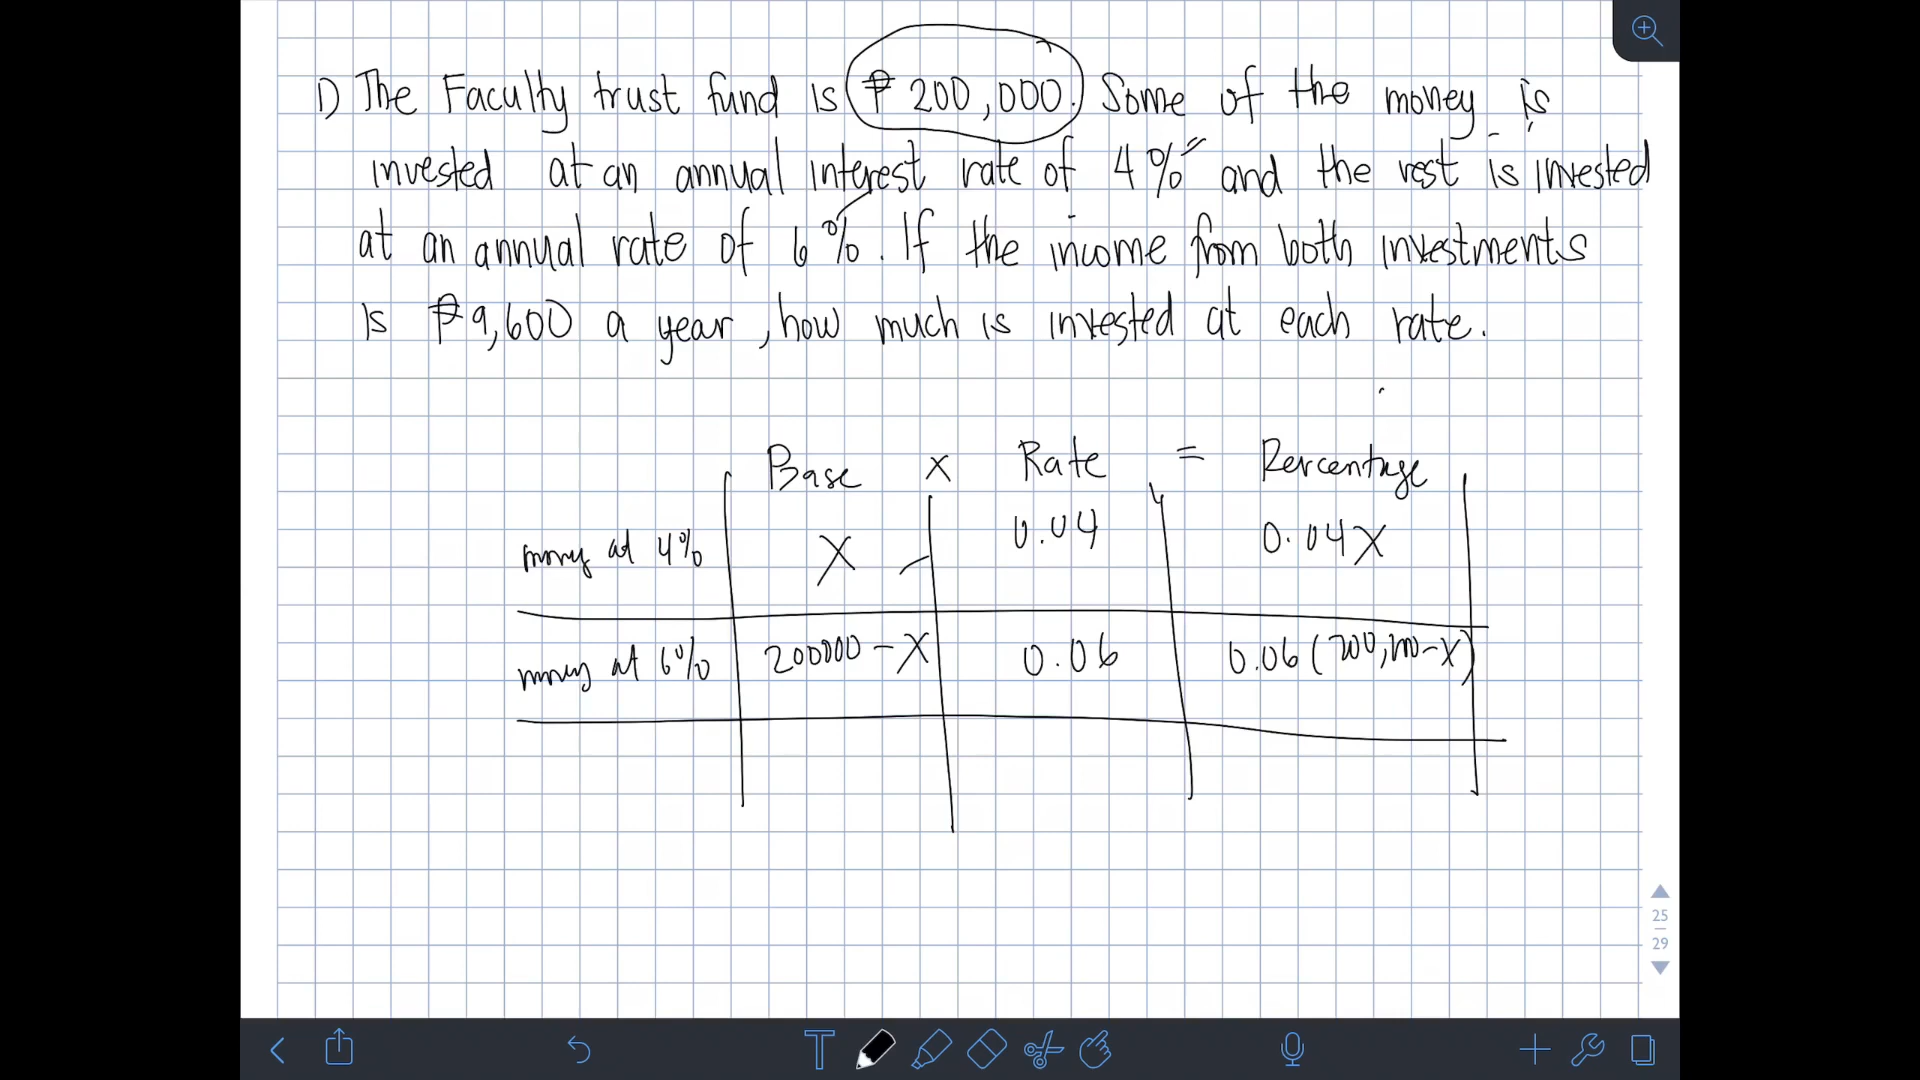 1) The Faculty trust fund is ₱ 200,000. Some of the money is
invested at an annual interest rate of 4% and the rest is invested
at an annual rate of 6%. If the income from both investments
is ₱9,600 a year, how much is invested at each rate.
Base x Rate = Percentage
money at 4% X 0.04 0.04X
money at 6% 200000-X 0.06 0.06(200,000-X)
25
29
T